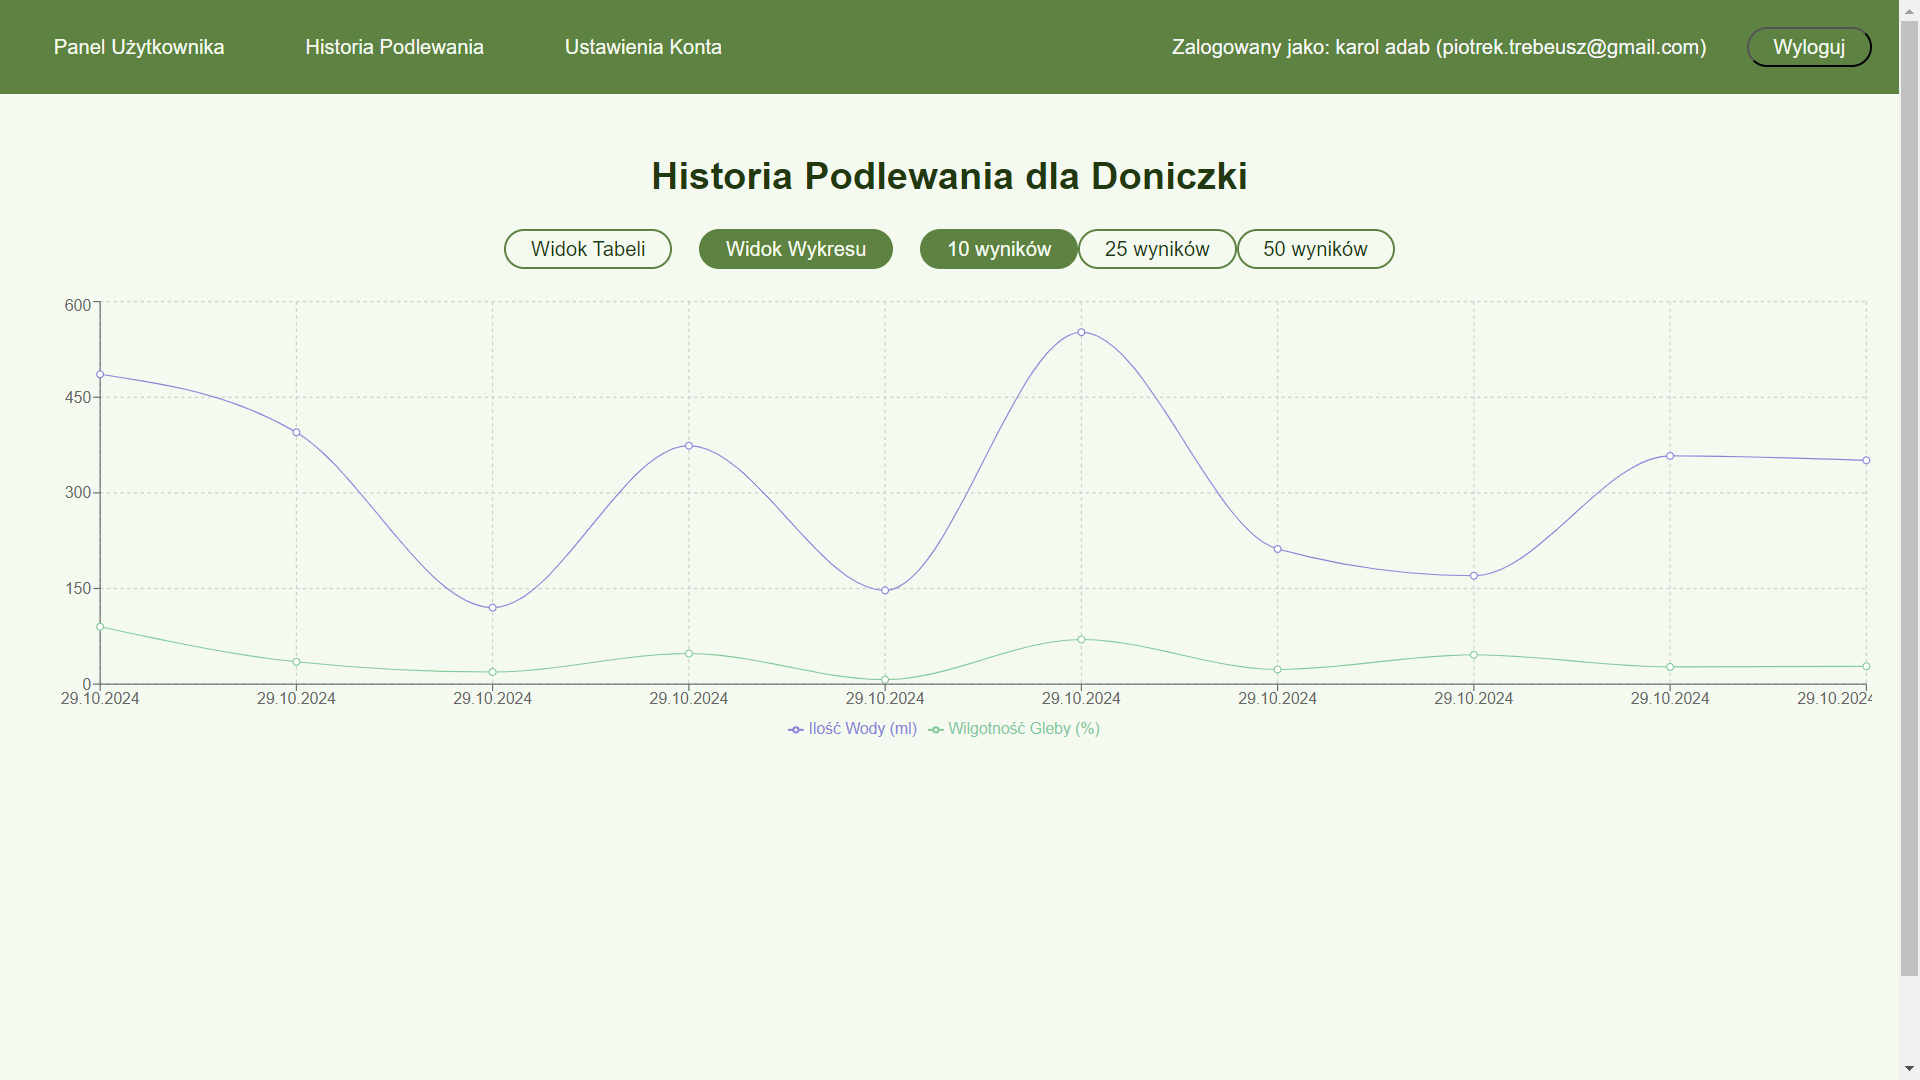 Panel Użytkownika Historia Podlewania Ustawienia Konta Zalogowany jako: karol adab (piotrek.trebeusz@gmail.com) Wyloguj
Historia Podlewania dla Doniczki
Widok Tabeli Widok Wykresu 10 wyników 25 wyników 50 wyników
600
450
300
150
0
29.10.2024 29.10.2024 29.10.2024 29.10.2024 29.10.2024 29.10.2024 29.10.2024 29.10.2024 29.10.2024 29.10.2024
Ilość Wody (ml) Wilgotność Gleby (%)